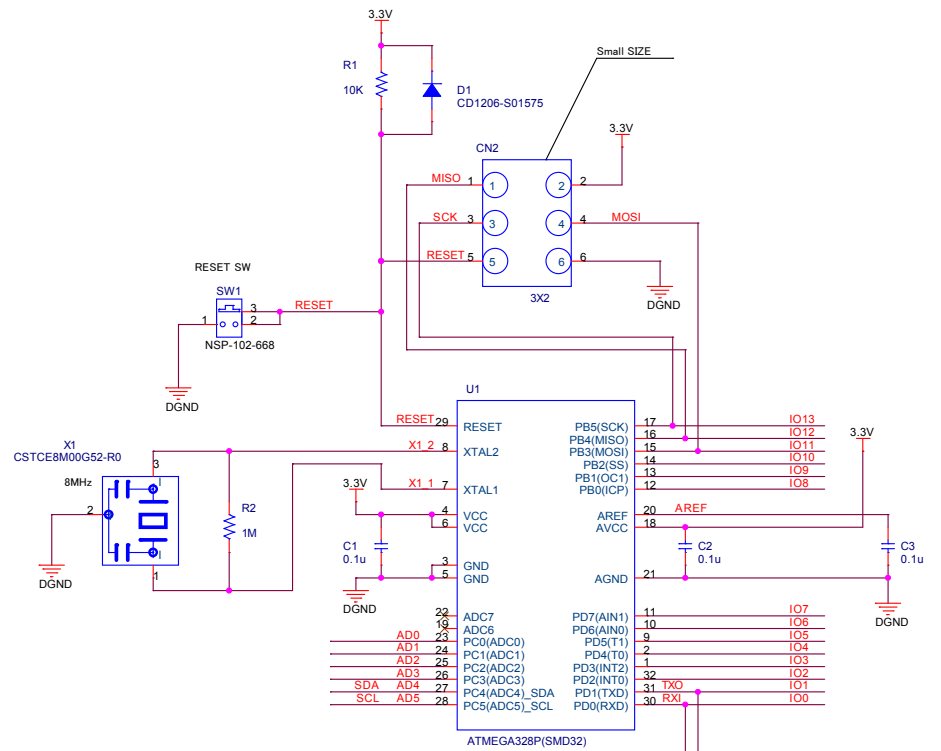 3.3V
Small SIZE
R1
10K
D1
CD1206-S01575
3.3V
CN2
MISO 1 1 2 2
SCK 3 3 4 4 MOSI
RESET 5 5 6 6
DGND
3X2
RESET SW
SW1
3 RESET
1 2
NSP-102-668
DGND
U1
RESET 29 RESET PB5(SCK) 17 IO13
PB4(MISO) 16 IO12
X1_2 8 XTAL2 PB3(MOSI) 15 IO11
PB2(SS) 14 IO10
PB1(OC1) 13 IO9
X1_1 7 XTAL1 PB0(ICP) 12 IO8
3.3V
X1
CSTCE8M00G52-R0
3
8MHz
2
1
DGND
R2
1M
3.3V
4 VCC AREF 20 AREF
6 VCC AVCC 18
C1
0.1u
C2
0.1u
C3
0.1u
3 GND
5 GND AGND 21
DGND
DGND
22 ADC7 PD7(AIN1) 11 IO7
19 ADC6 PD6(AIN0) 10 IO6
AD0 23 PC0(ADC0) PD5(T1) 9 IO5
AD1 24 PC1(ADC1) PD4(T0) 2 IO4
AD2 25 PC2(ADC2) PD3(INT2) 1 IO3
AD3 26 PC3(ADC3) PD2(INT0) 32 IO2
SDA AD4 27 PC4(ADC4)_SDA PD1(TXD) 31 TXO IO1
SCL AD5 28 PC5(ADC5)_SCL PD0(RXD) 30 RXI IO0
ATMEGA328P(SMD32)